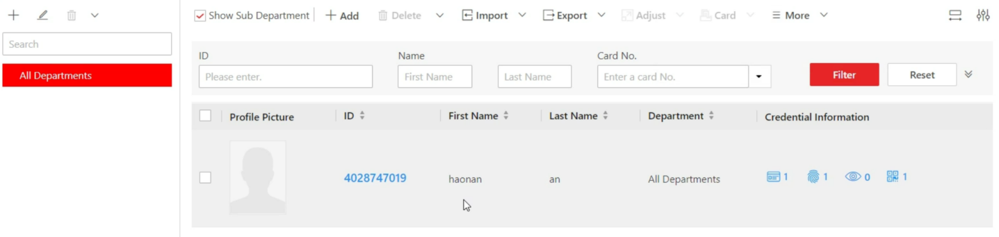 Show Sub Department Add Delete Import Export Adjust Card More
Search
All Departments
ID Name Card No.
Please enter. First Name Last Name Enter a card No. Filter Reset
Profile Picture ID First Name Last Name Department Credential Information
4028747019 haonan an All Departments 1 1 0 1